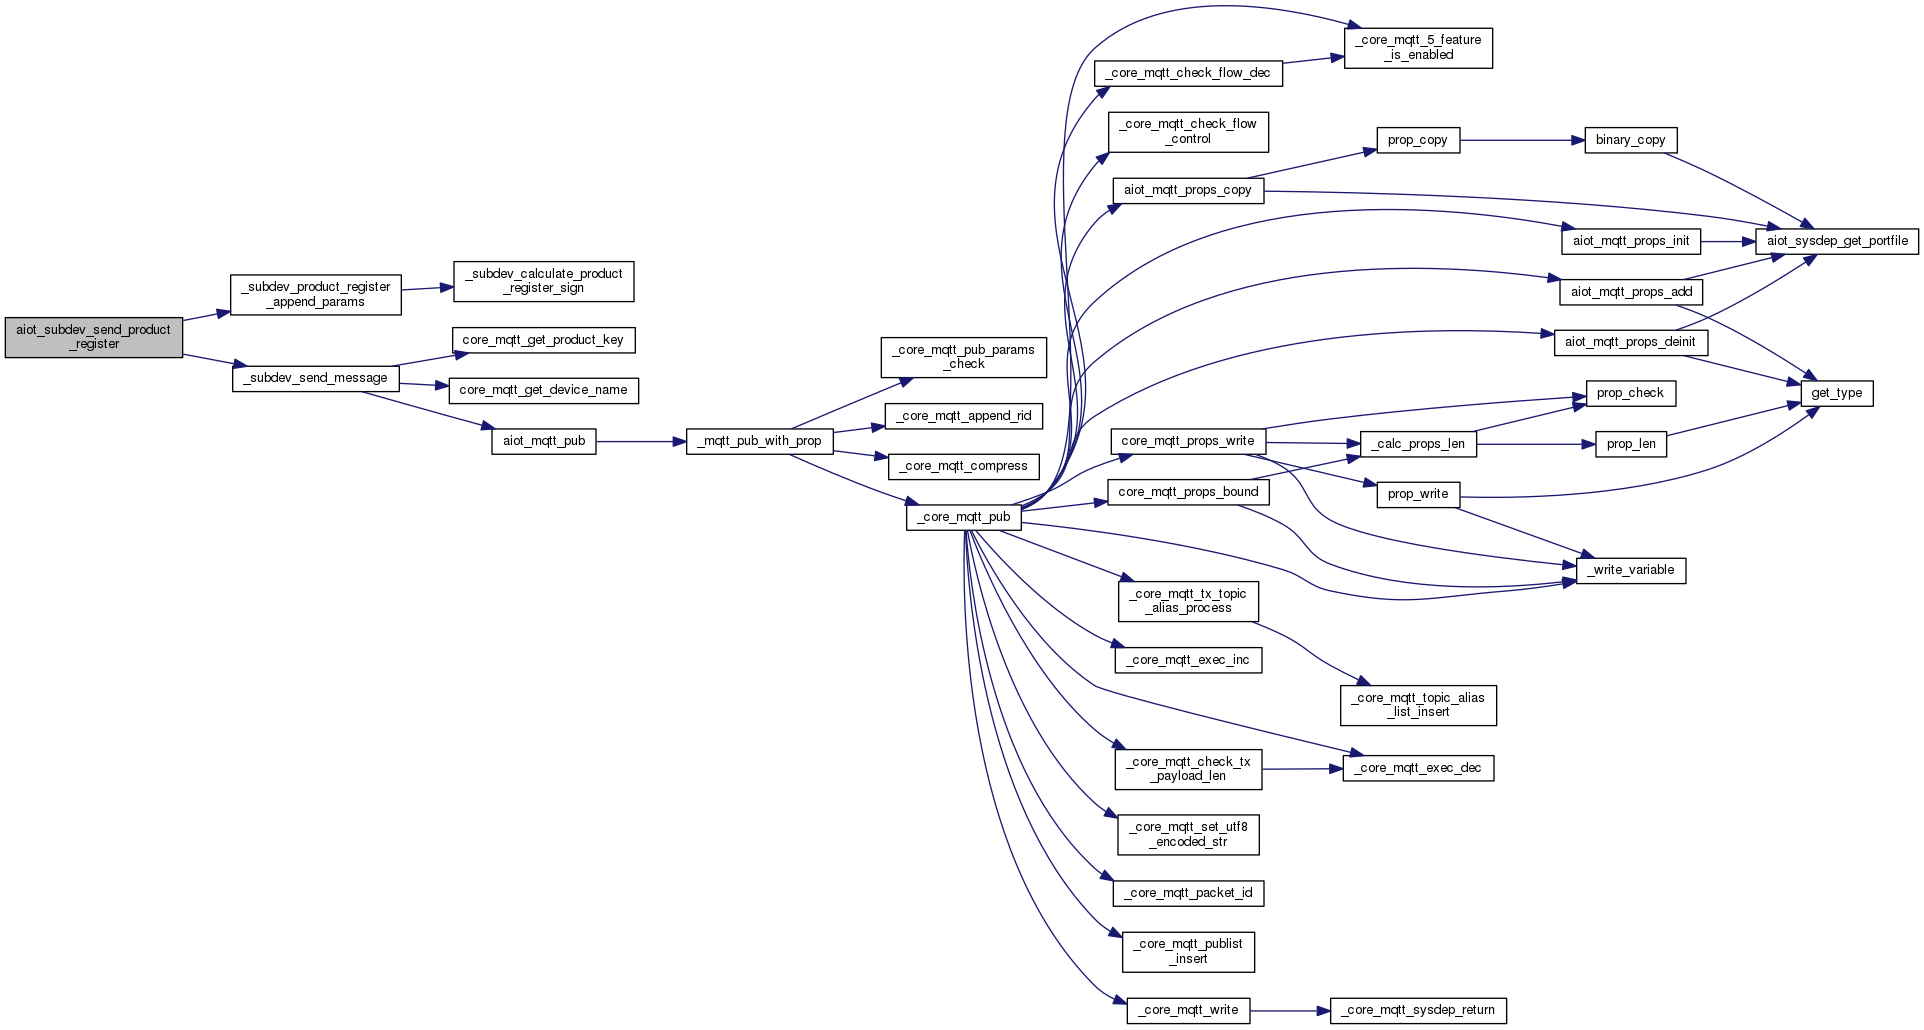 aiot_subdev_send_product
_register
_subdev_product_register
_append_params
_subdev_calculate_product
_register_sign
_subdev_send_message
core_mqtt_get_product_key
core_mqtt_get_device_name
aiot_mqtt_pub
_mqtt_pub_with_prop
_core_mqtt_pub_params
_check
_core_mqtt_append_rid
_core_mqtt_compress
_core_mqtt_pub
_core_mqtt_5_feature
_is_enabled
_core_mqtt_check_flow_dec
_core_mqtt_check_flow
_control
aiot_mqtt_props_copy
prop_copy
binary_copy
aiot_sysdep_get_portfile
aiot_mqtt_props_init
aiot_mqtt_props_add
aiot_mqtt_props_deinit
get_type
core_mqtt_props_write
prop_check
_calc_props_len
prop_len
prop_write
core_mqtt_props_bound
_write_variable
_core_mqtt_tx_topic
_alias_process
_core_mqtt_exec_inc
_core_mqtt_topic_alias
_list_insert
_core_mqtt_check_tx
_payload_len
_core_mqtt_exec_dec
_core_mqtt_set_utf8
_encoded_str
_core_mqtt_packet_id
_core_mqtt_publist
_insert
_core_mqtt_write
_core_mqtt_sysdep_return